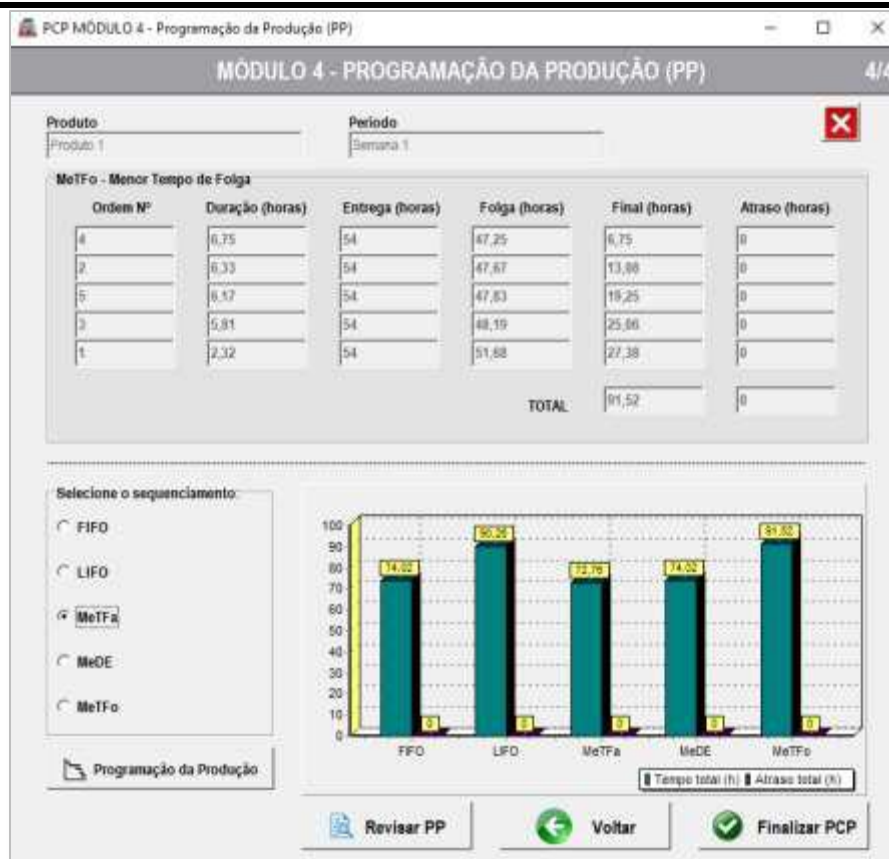 PCP MÓDULO 4 - Programação da Produção (PP)
MÓDULO 4 - PROGRAMAÇÃO DA PRODUÇÃO (PP)
4/4
Produto
Período
Produto 1
Semana 1
MeTFo - Menor Tempo de Folga
Ordem Nº Duração (horas) Entrega (horas) Folga (horas) Final (horas) Atraso (horas)
4 6,75 54 47,25 6,75 0
2 6,33 54 47,67 13,08 0
5 6,17 54 47,83 19,25 0
3 5,81 54 48,19 25,06 0
1 2,32 54 51,68 27,38 0
TOTAL 91,52 0
Selecione o sequenciamento:
FIFO
LIFO
MeTFa
MeDE
MeTFo
Programação da Produção
100
90
80
70
60
50
40
30
20
10
0
74,02 90,26 72,76 74,02 91,52
0 0 0 0 0
FIFO LIFO MeTFa MeDE MeTFo
Tempo total (h) Atraso total (h)
Revisar PP
Voltar
Finalizar PCP